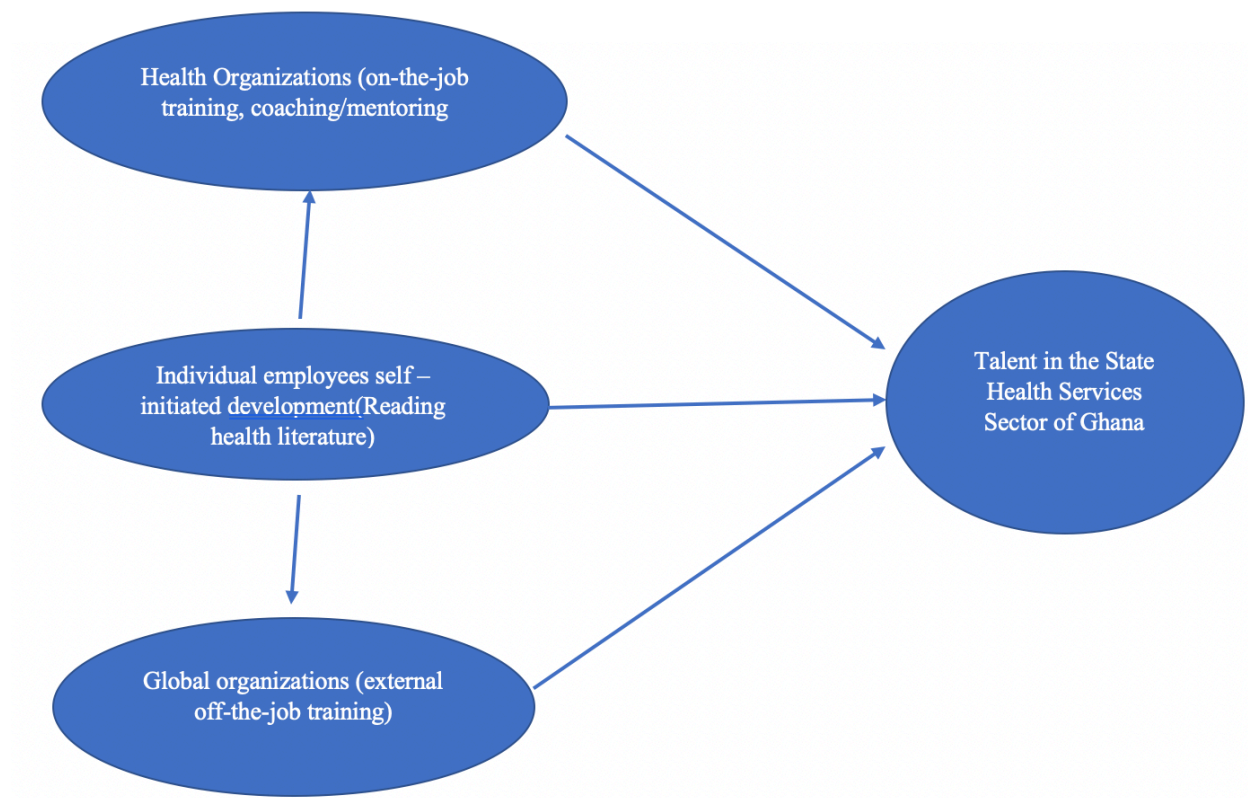 Health Organizations (on-the-job
training, coaching/mentoring
Individual employees self –
initiated development(Reading
health literature)
Talent in the State
Health Services
Sector of Ghana
Global organizations (external
off-the-job training)